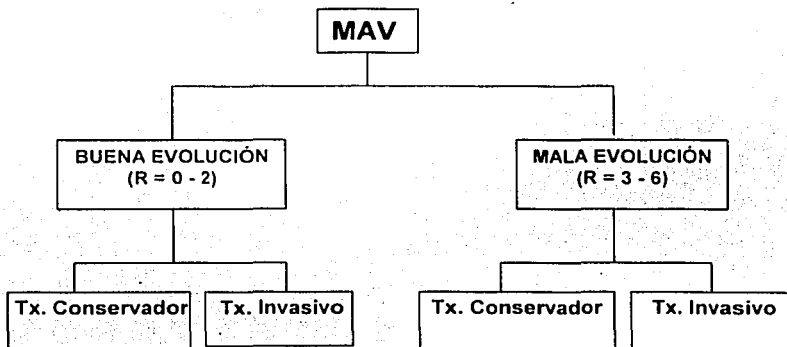 MAV
BUENA EVOLUCIÓN
(R = 0 - 2)
MALA EVOLUCIÓN
(R = 3 - 6)
Tx. Conservador
Tx. Invasivo
Tx. Conservador
Tx. Invasivo